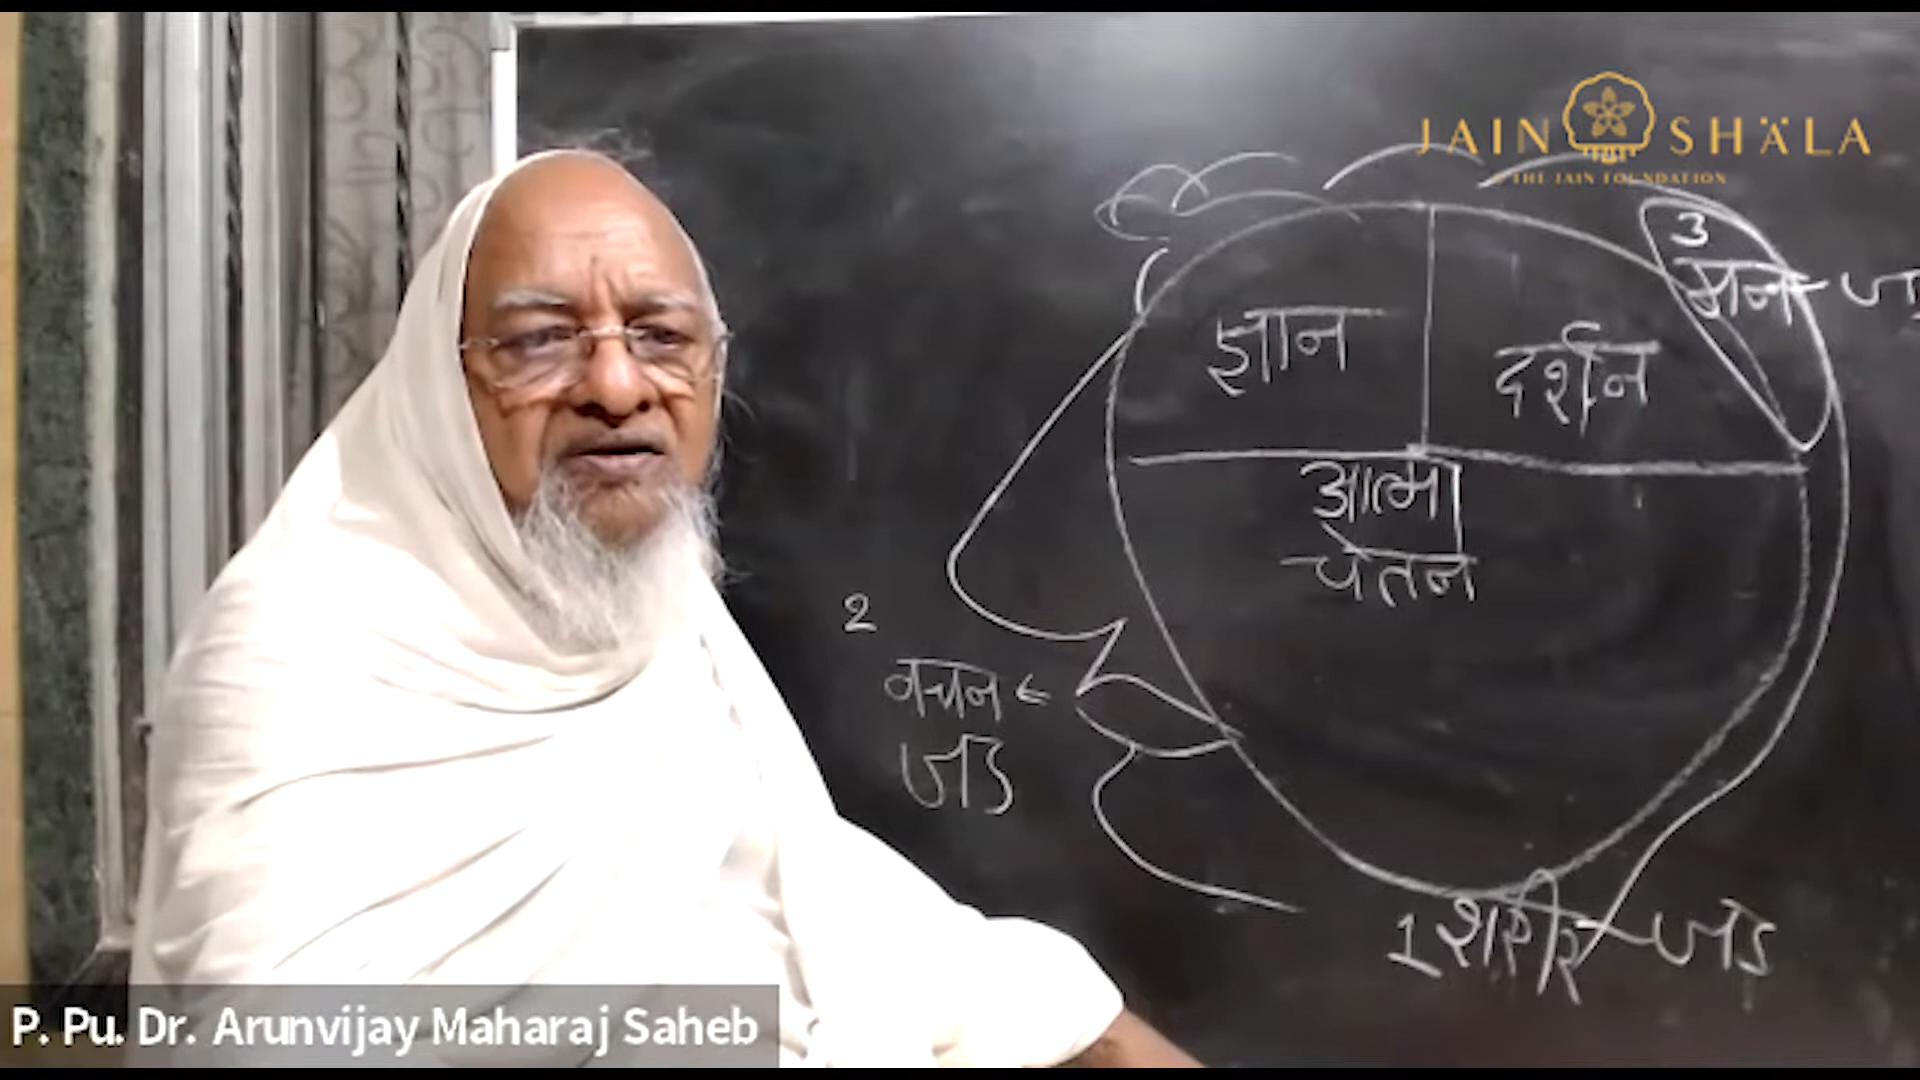 JAIN SHÄLA
THE JAIN FOUNDATION
3
मन - जड
ज्ञान
दर्शन
आत्मा
चेतन
2
वचन ←
जड
1 शरीर - जड
P. Pu. Dr. Arunvijay Maharaj Saheb